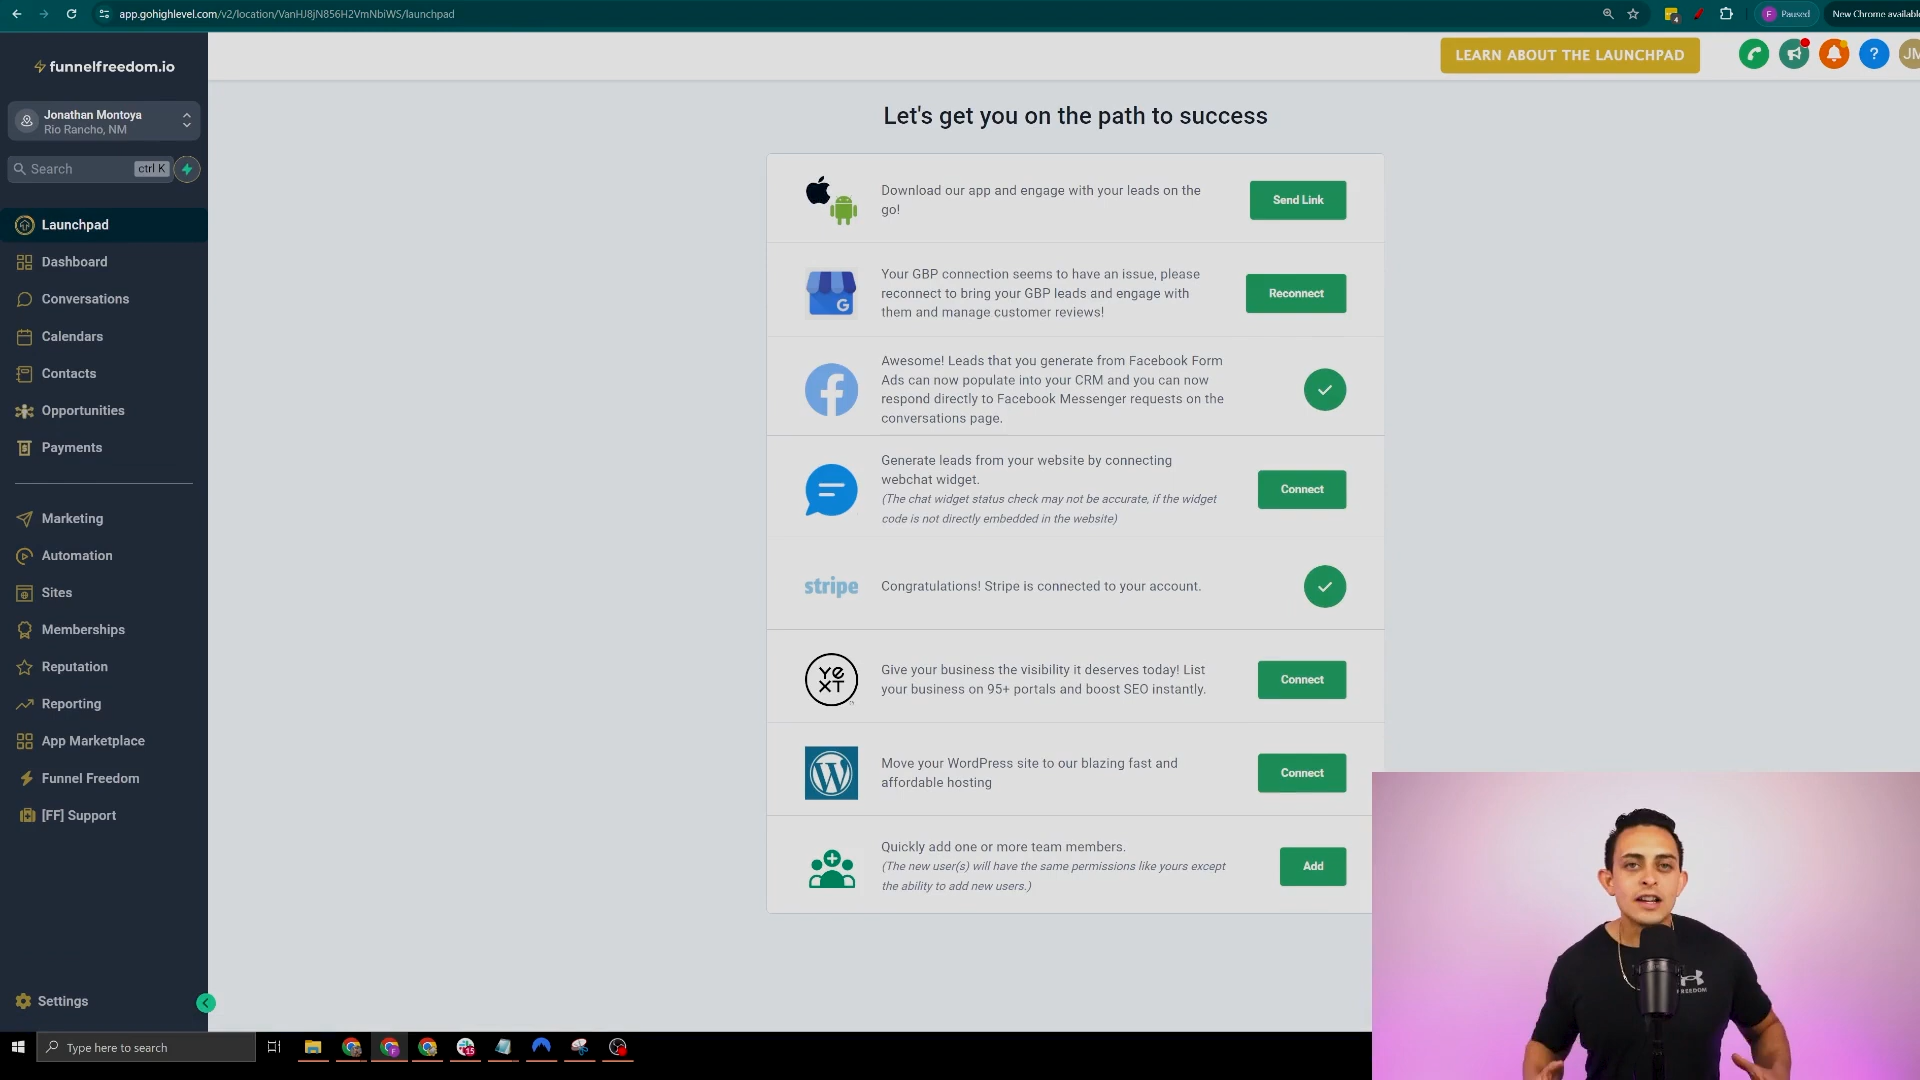 app.gohighlevel.com/v2/location/VanHJ8jN856H2VmNbiWS/launchpad
4
F
Paused
New Chrome available
funnelfreedom.io
LEARN ABOUT THE LAUNCHPAD
?
JM
Jonathan Montoya
Rio Rancho, NM
Search
ctrl K
Launchpad
Dashboard
Conversations
Calendars
Contacts
Opportunities
Payments
Marketing
Automation
Sites
Memberships
Reputation
Reporting
App Marketplace
Funnel Freedom
[FF] Support
Settings
Let's get you on the path to success
Download our app and engage with your leads on the
go!
Send Link
G
Your GBP connection seems to have an issue, please
reconnect to bring your GBP leads and engage with
them and manage customer reviews!
Reconnect
Awesome! Leads that you generate from Facebook Form
Ads can now populate into your CRM and you can now
respond directly to Facebook Messenger requests on the
conversations page.
Generate leads from your website by connecting
webchat widget.
(The chat widget status check may not be accurate, if the widget
code is not directly embedded in the website)
Connect
stripe
Congratulations! Stripe is connected to your account.
YEXT
Give your business the visibility it deserves today! List
your business on 95+ portals and boost SEO instantly.
Connect
Move your WordPress site to our blazing fast and
affordable hosting
Connect
Quickly add one or more team members.
(The new user(s) will have the same permissions like yours except
the ability to add new users.)
Add
FREEDOM
Type here to search
15